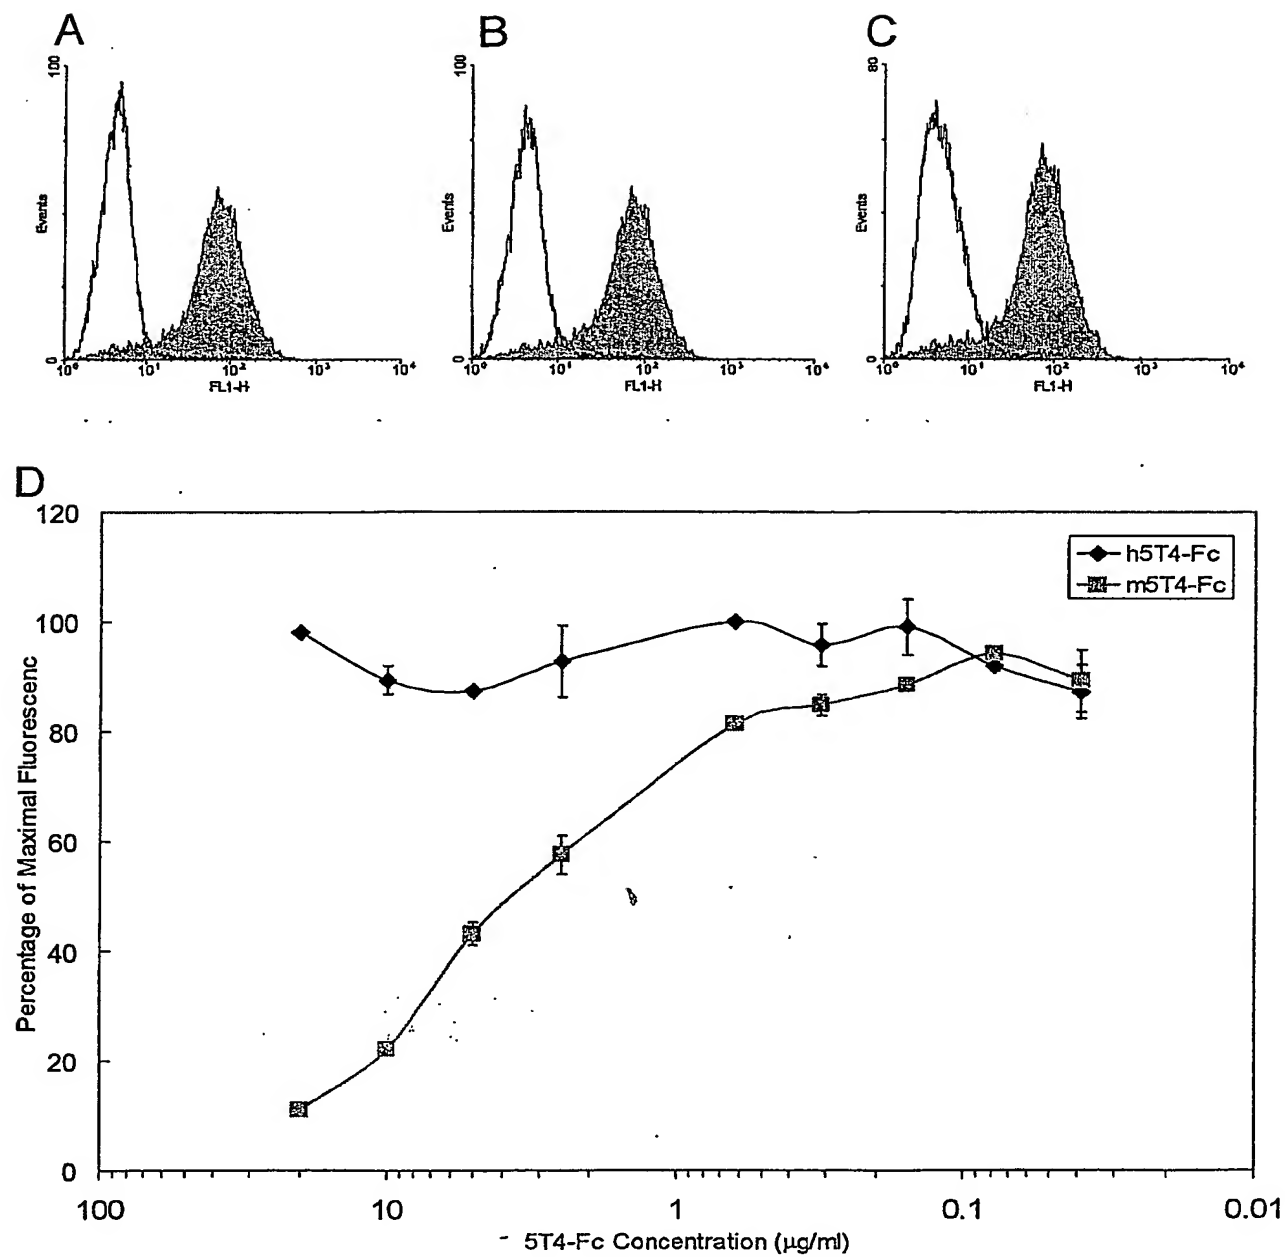 A
B
C
100
Events
0
10⁰ 10¹ 10² 10³ 10⁴
FL1-H
100
Events
0
10⁰ 10¹ 10² 10³ 10⁴
FL1-H
80
Events
0
10⁰ 10¹ 10² 10³ 10⁴
FL1-H
D
120
100
80
60
40
20
0
Percentage of Maximal Fluorescenc
h5T4-Fc
m5T4-Fc
100 10 1 0.1 0.01
5T4-Fc Concentration (µg/ml)